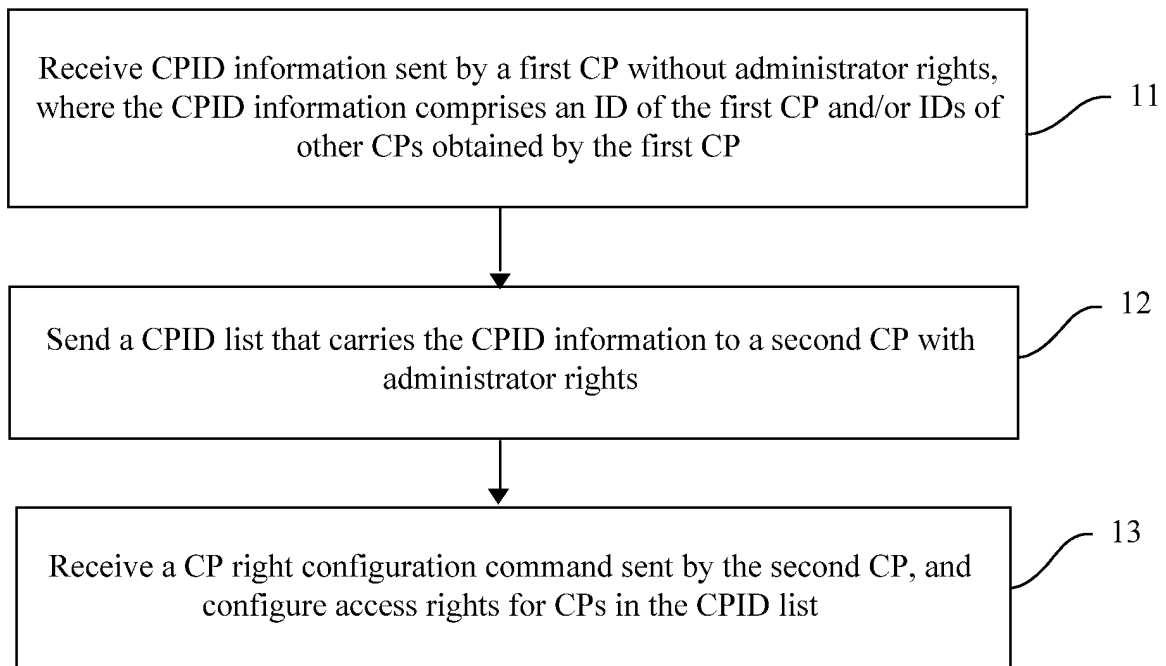 Receive CPID information sent by a first CP without administrator rights,
where the CPID information comprises an ID of the first CP and/or IDs of
other CPs obtained by the first CP
11
Send a CPID list that carries the CPID information to a second CP with
administrator rights
12
Receive a CP right configuration command sent by the second CP, and
configure access rights for CPs in the CPID list
13